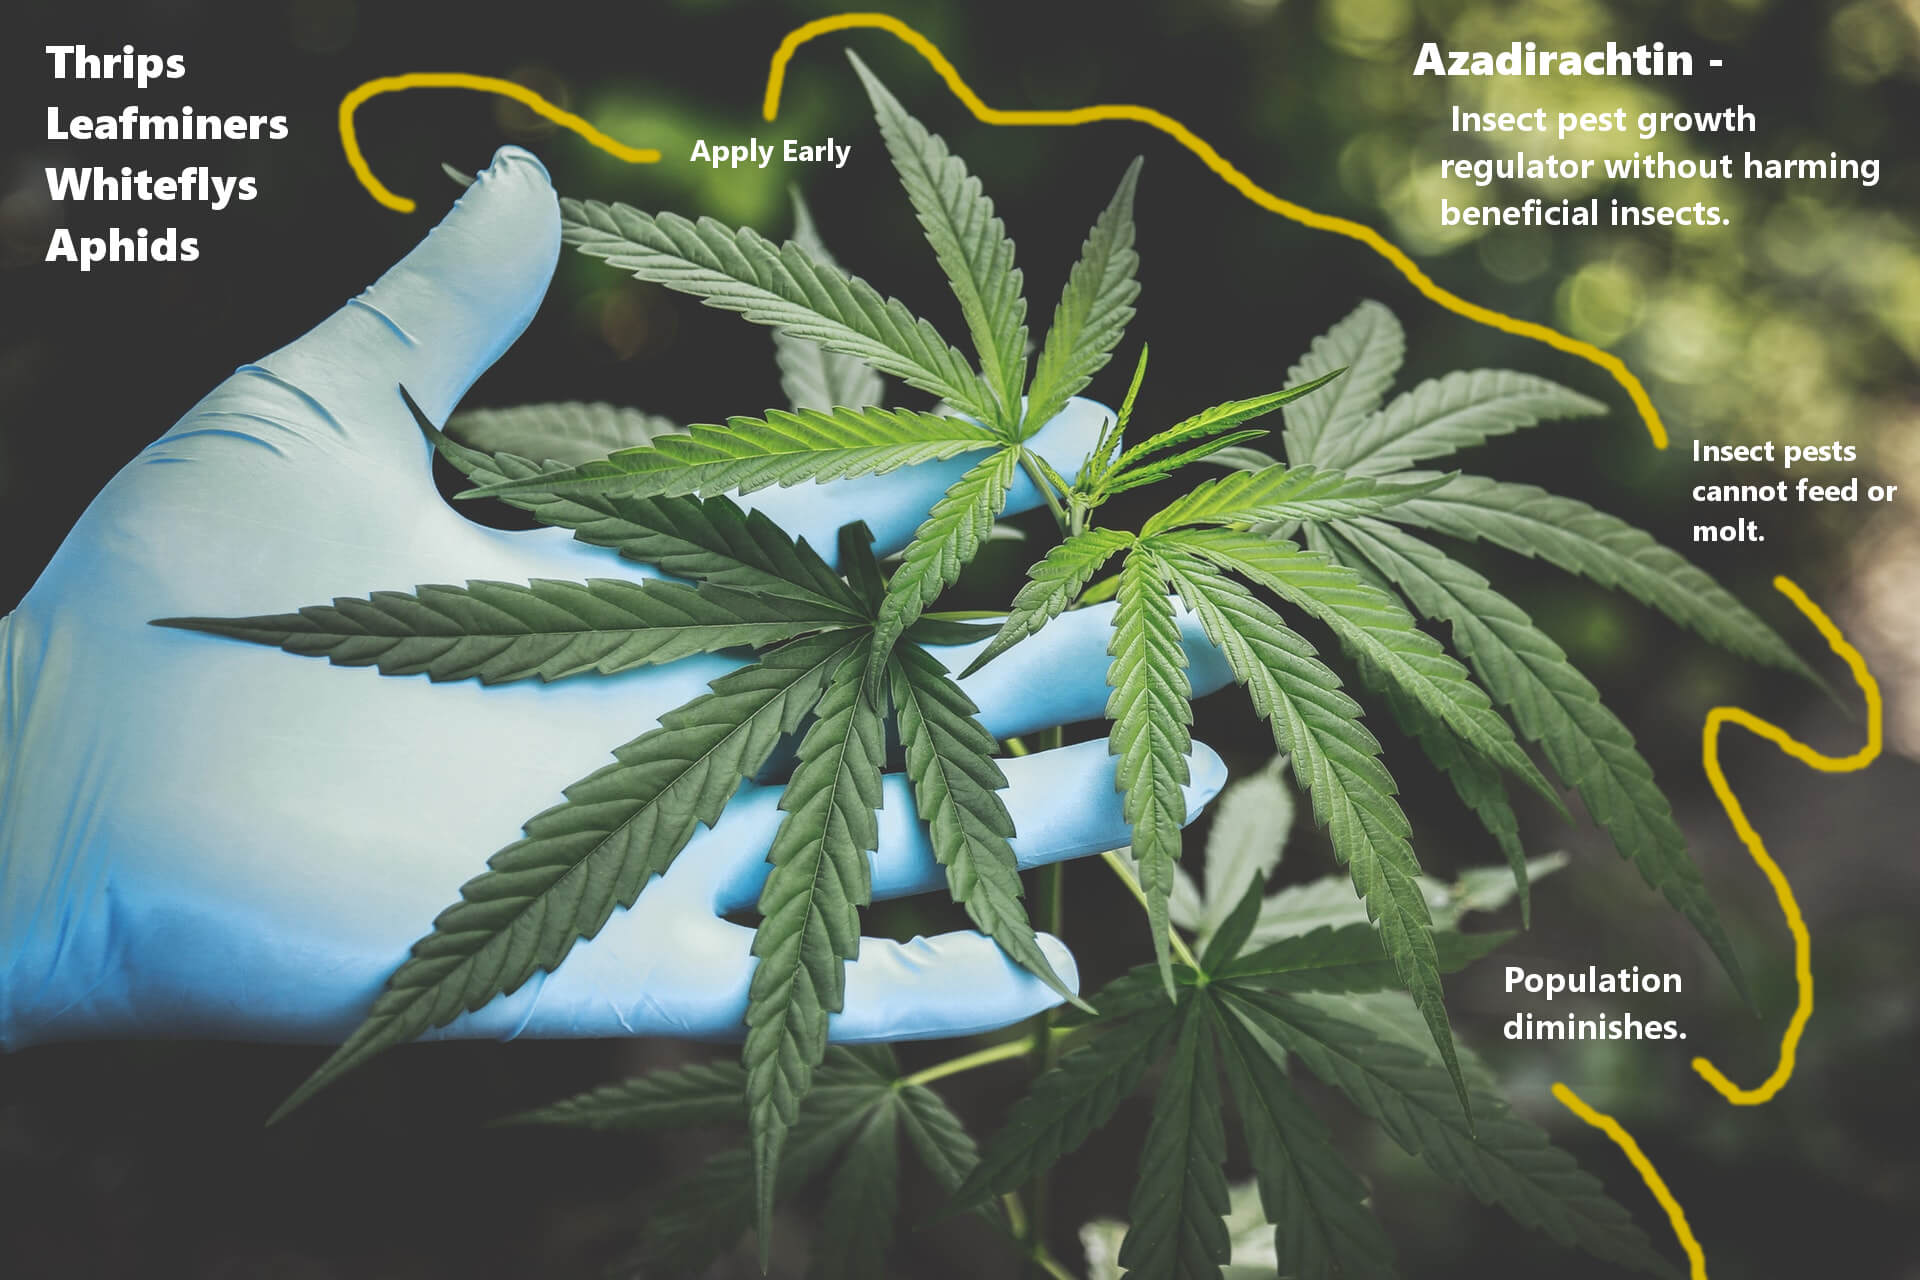 Thrips
Leafminers
Whiteflys
Aphids
Apply Early
Azadirachtin -
Insect pest growth
regulator without harming
beneficial insects.
Insect pests
cannot feed or
molt.
Population
diminishes.